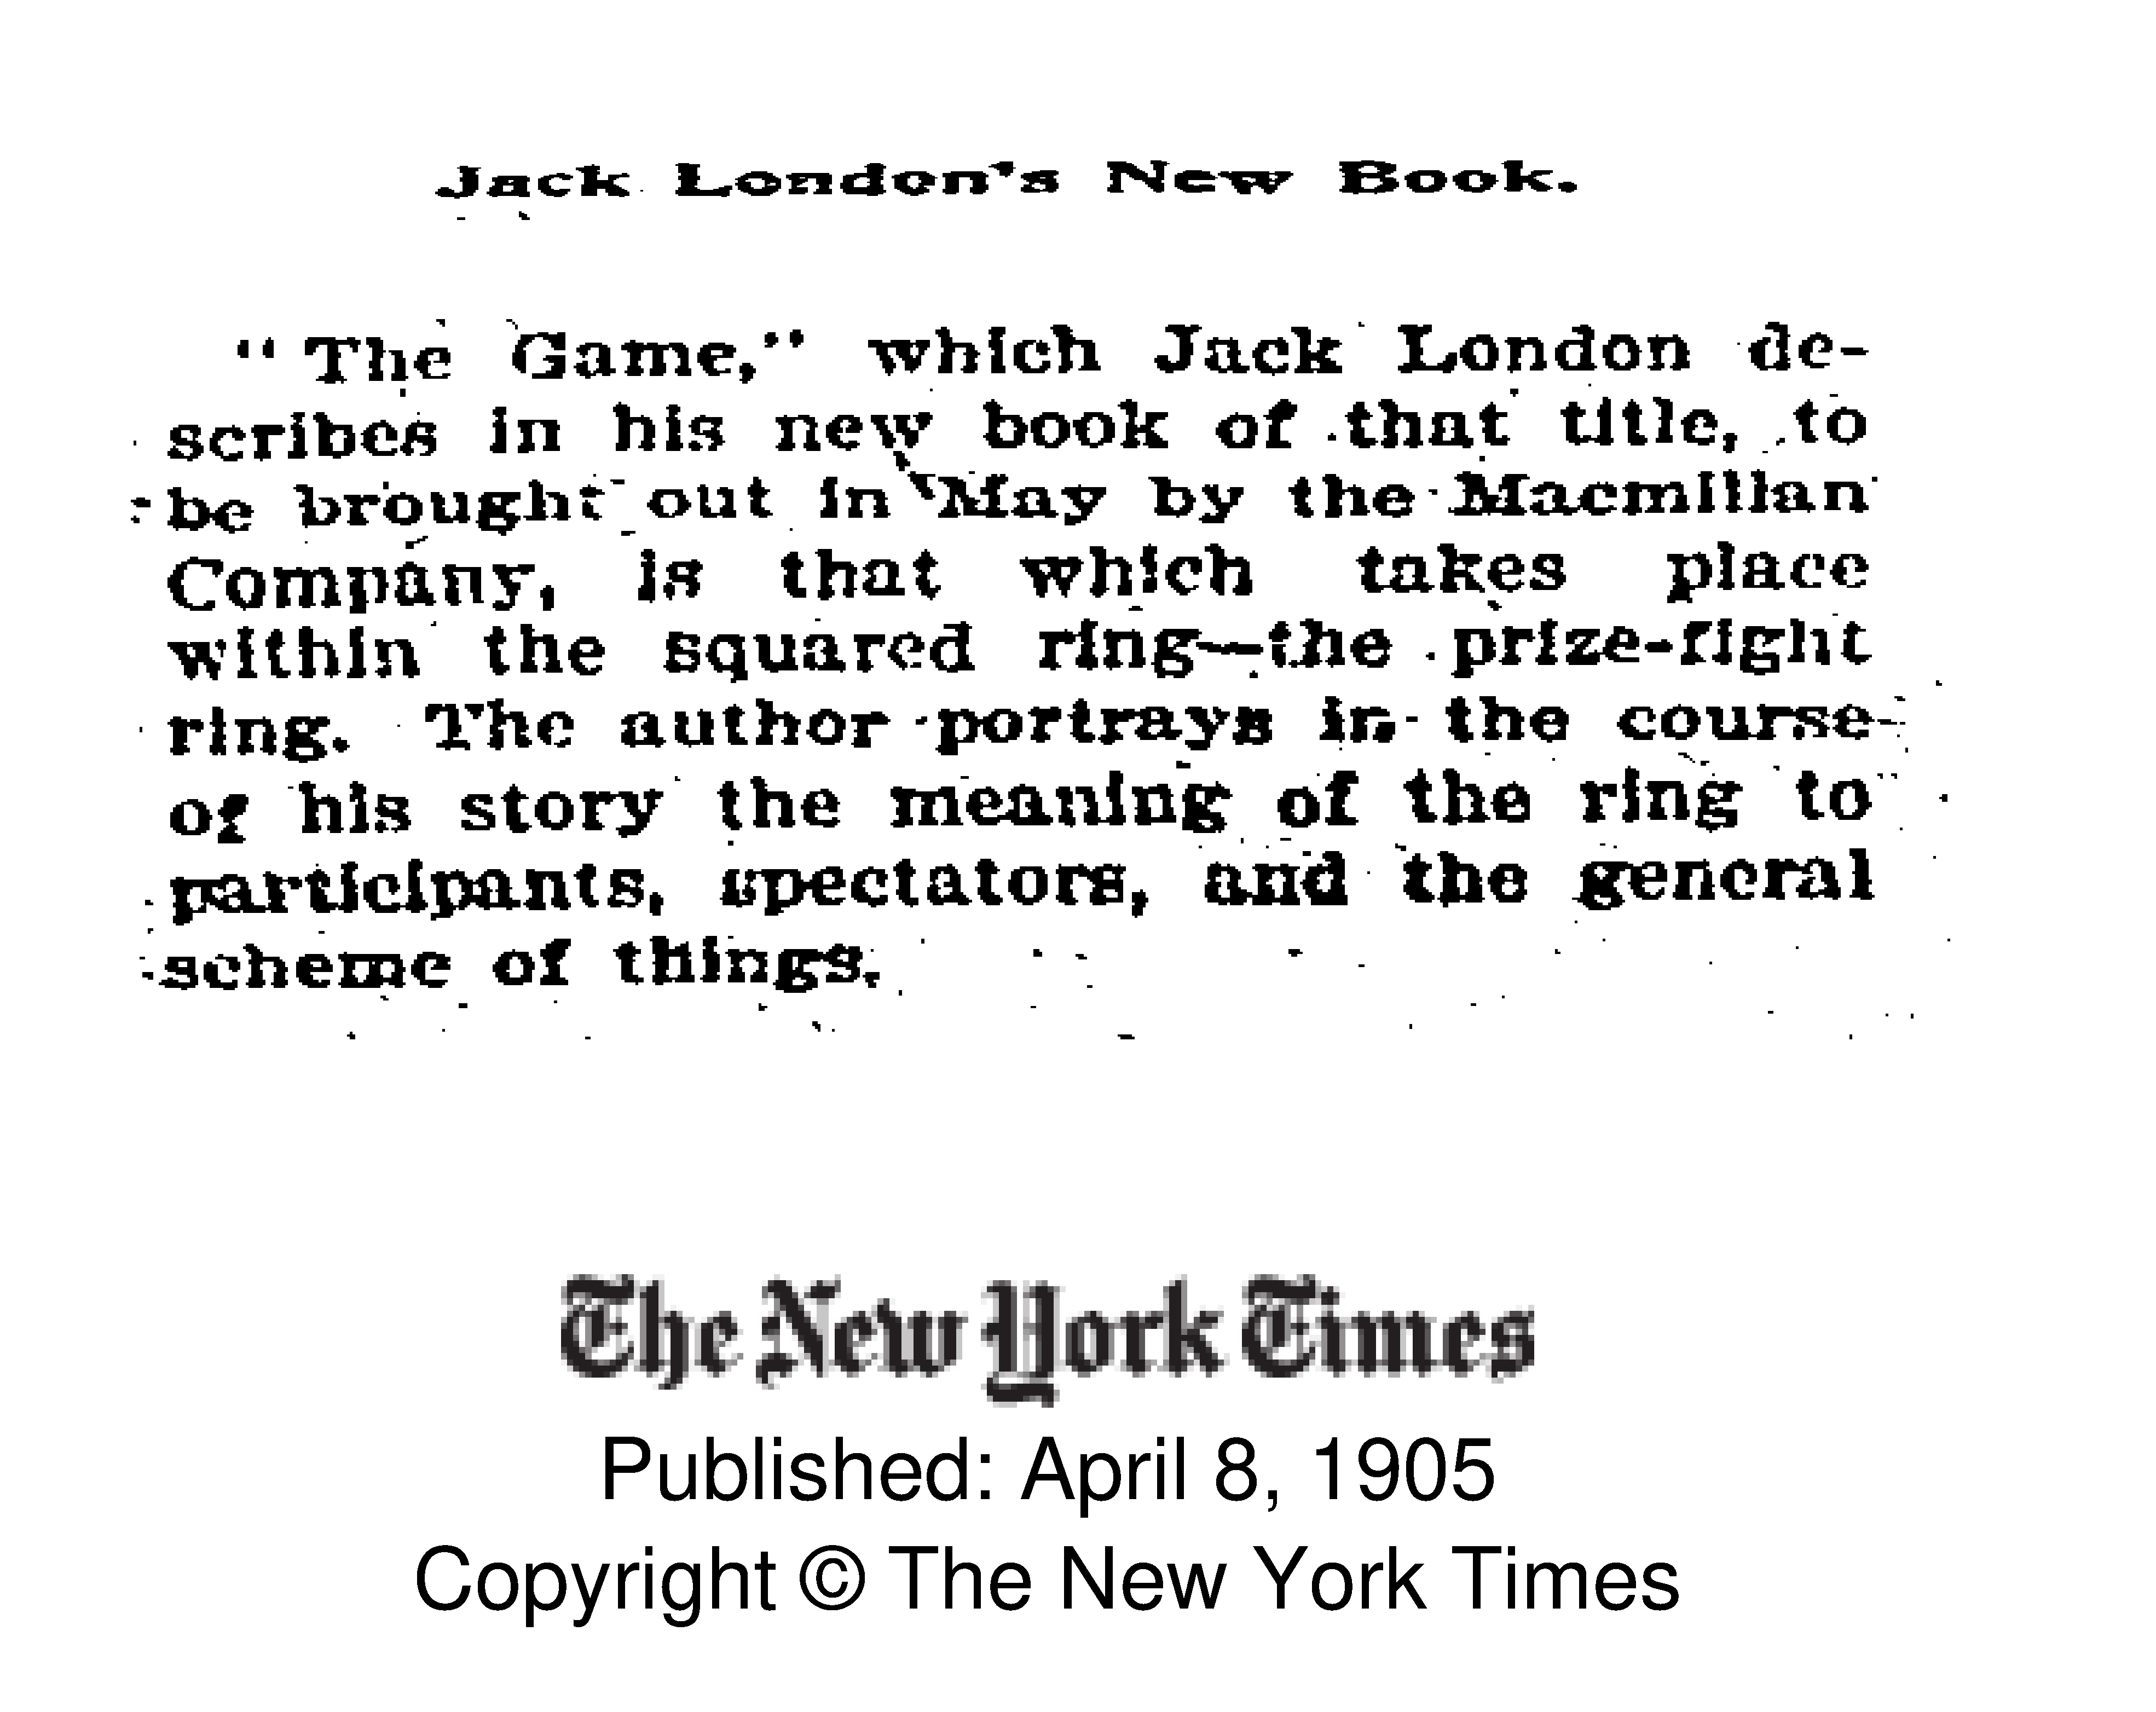 Jack London's New Book.
"The Game," which Jack London de-
scribes in his new book of that title, to
be brought out in May by the Macmillan
Company, is that which takes place
within the squared ring—the prize-fight
ring. The author portrays in the course
of his story the meaning of the ring to
participants, spectators, and the general
scheme of things.
The New York Times
Published: April 8, 1905
Copyright © The New York Times